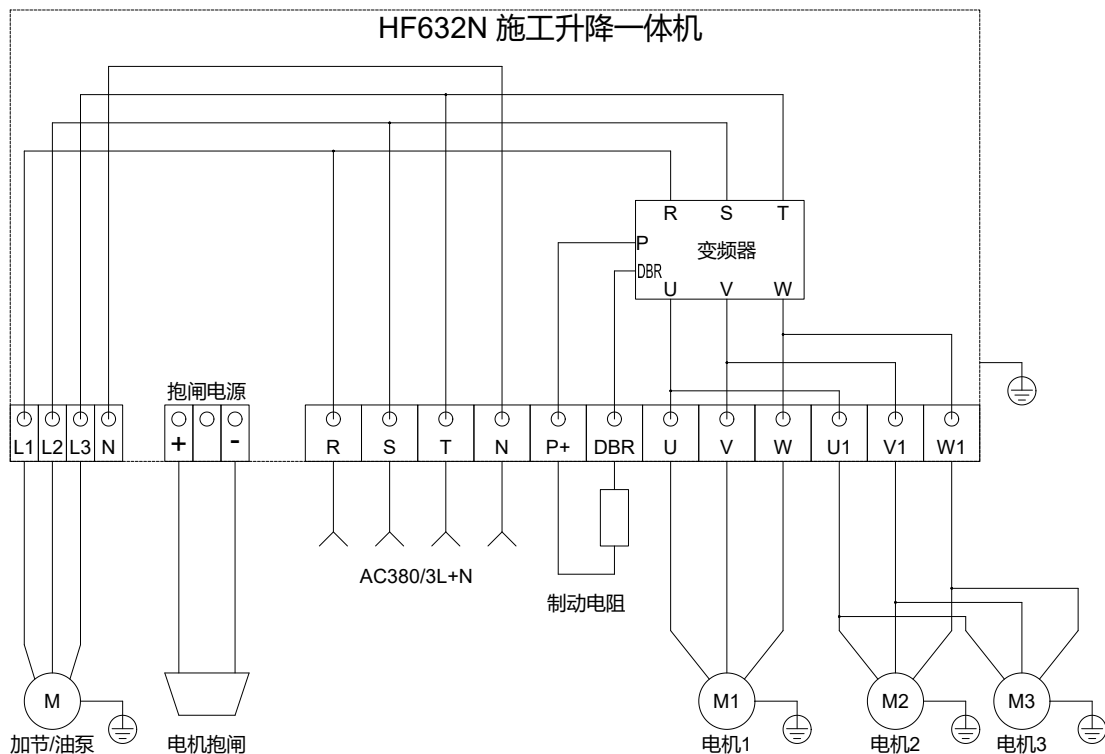 HF632N 施工升降一体机
R S T
P
变频器
DBR
U V W
抱闸电源
L1 L2 L3 N + - R S T N P+ DBR U V W U1 V1 W1
AC380/3L+N
制动电阻
M M1 M2 M3
加节/油泵 电机抱闸 电机1 电机2 电机3